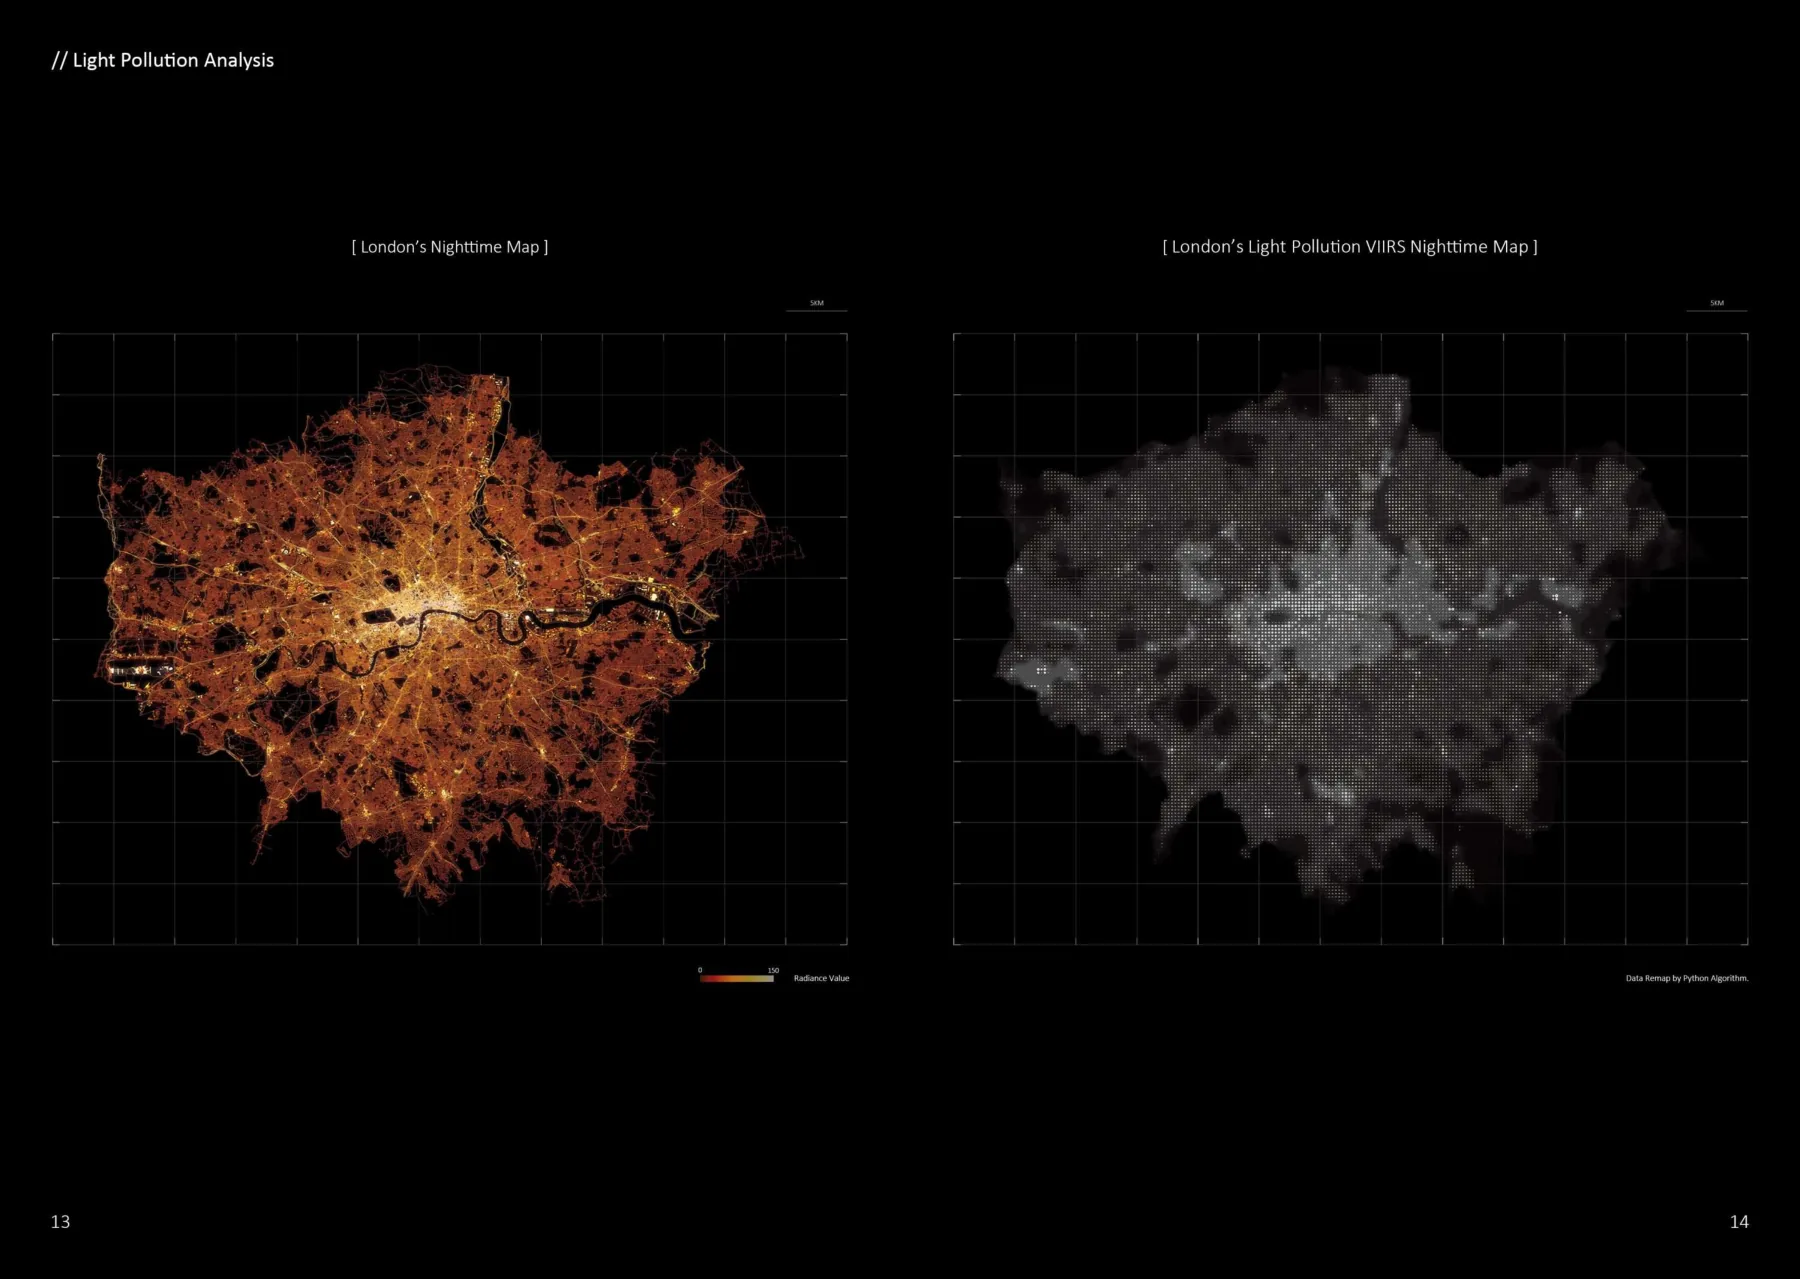 // Light Pollution Analysis
[ London's Nighttime Map ]
5KM
0 150
Radiance Value
13
[ London's Light Pollution VIIRS Nighttime Map ]
5KM
Data Remap by Python Algorithm.
14